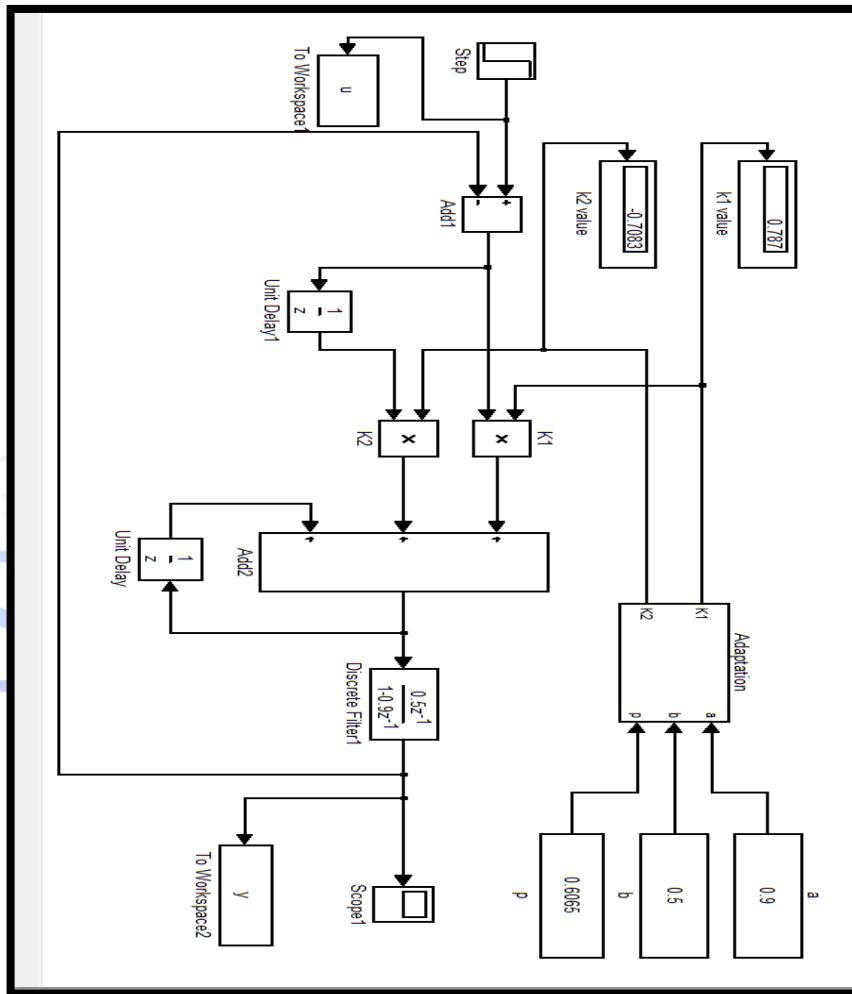 Step
u
To Workspace1
+
-
Add1
1
z
Unit Delay1
k1 value
0.787
k2 value
-0.7083
K1
x
K2
x
+
+
+
Add2
1
z
Unit Delay
0.5z-1
1-0.9z-1
Discrete Filter1
Adaptation
K1
K2
a
b
p
a
0.9
b
0.5
p
0.6065
Scope1
y
To Workspace2